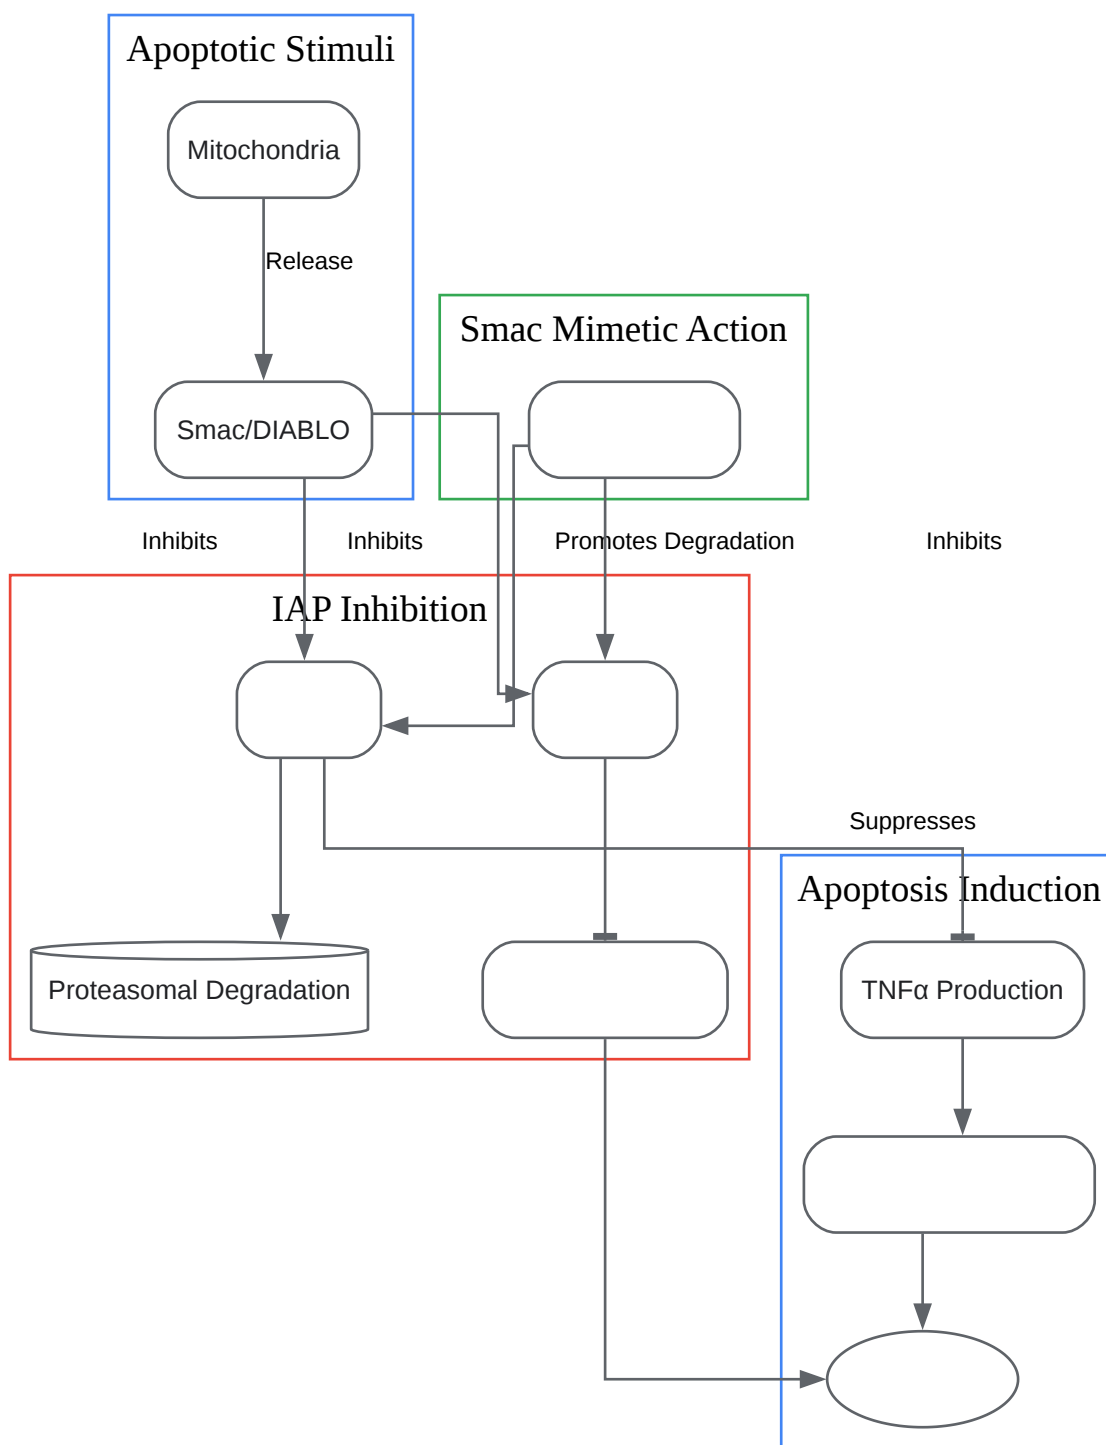 Apoptotic Stimuli
Mitochondria
Release
Smac Mimetic Action
Smac/DIABLO
Inhibits
Inhibits
Promotes Degradation
Inhibits
IAP Inhibition
Suppresses
Apoptosis Induction
Proteasomal Degradation
TNFα Production